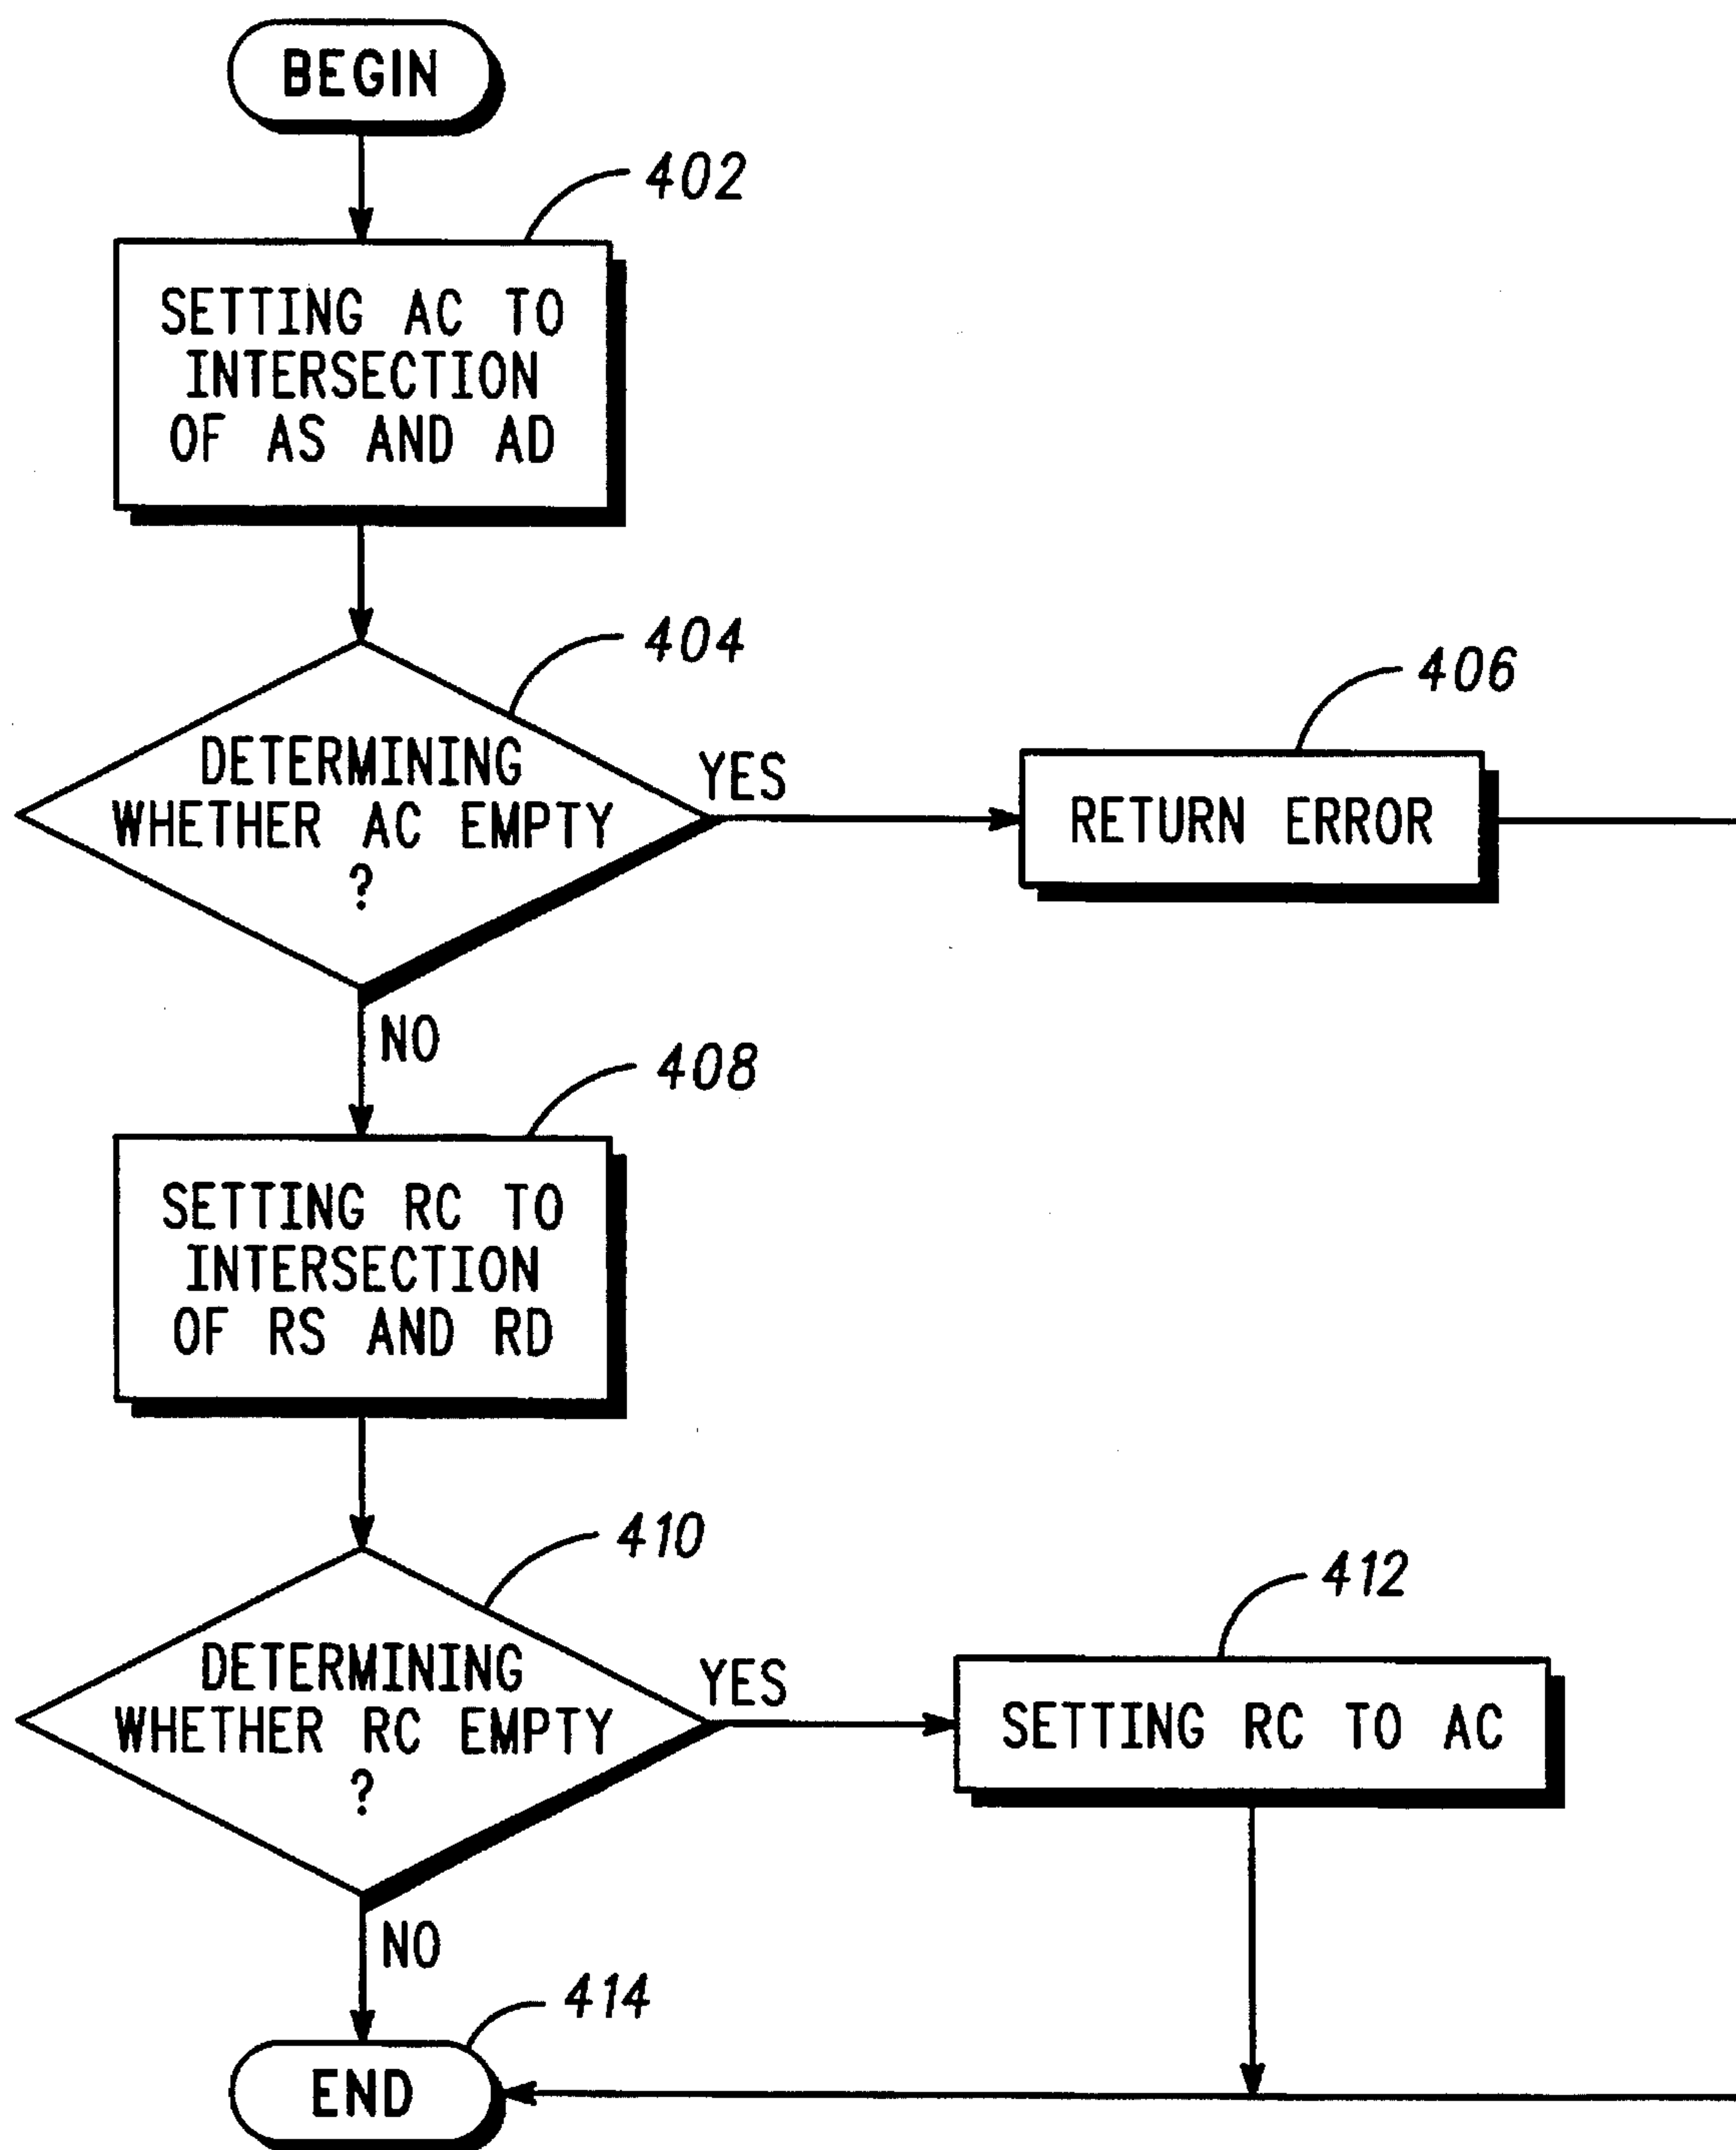 BEGIN
402
SETTING AC TO
INTERSECTION
OF AS AND AD
404
DETERMINING
WHETHER AC EMPTY
?
YES
406
RETURN ERROR
NO
408
SETTING RC TO
INTERSECTION
OF RS AND RD
410
DETERMINING
WHETHER RC EMPTY
?
YES
412
SETTING RC TO AC
NO
414
END